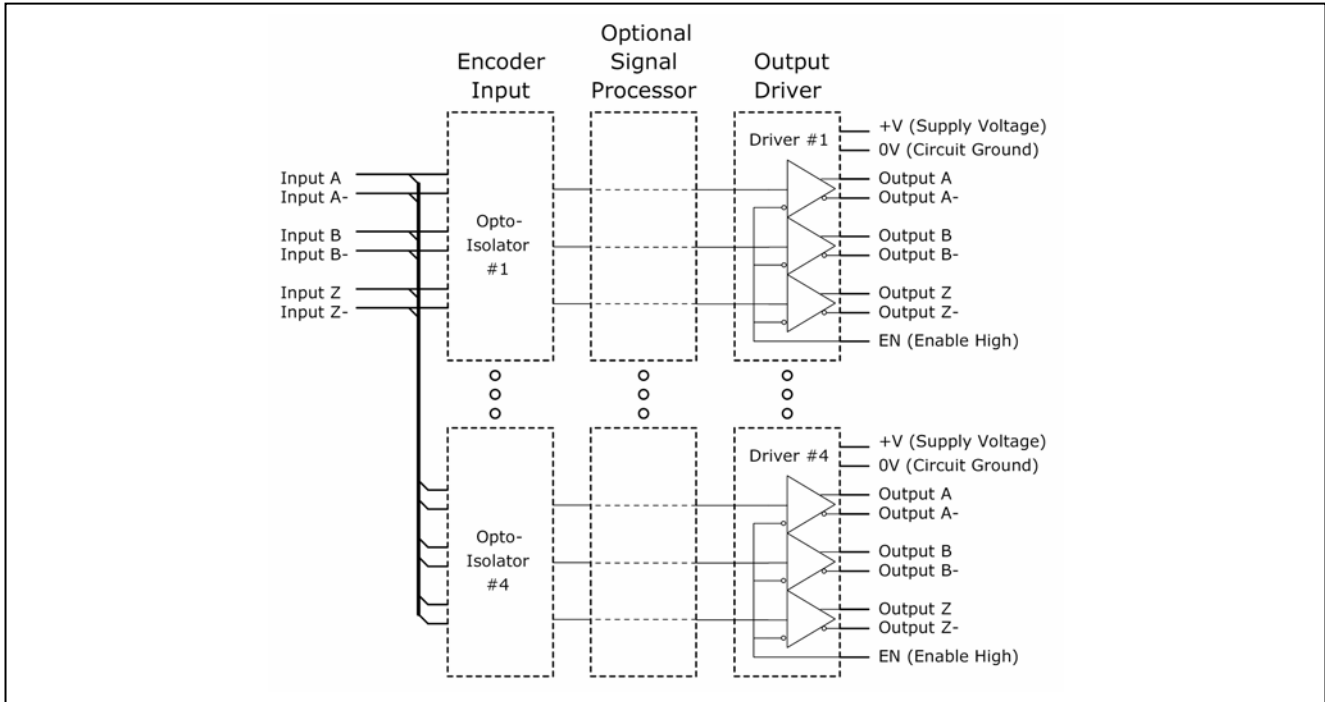 Encoder
Input
Optional
Signal
Processor
Output
Driver
Input A
Input A-
Input B
Input B-
Input Z
Input Z-
Opto-
Isolator
#1
Driver #1
+V (Supply Voltage)
0V (Circuit Ground)
Output A
Output A-
Output B
Output B-
Output Z
Output Z-
EN (Enable High)
Opto-
Isolator
#4
Driver #4
+V (Supply Voltage)
0V (Circuit Ground)
Output A
Output A-
Output B
Output B-
Output Z
Output Z-
EN (Enable High)